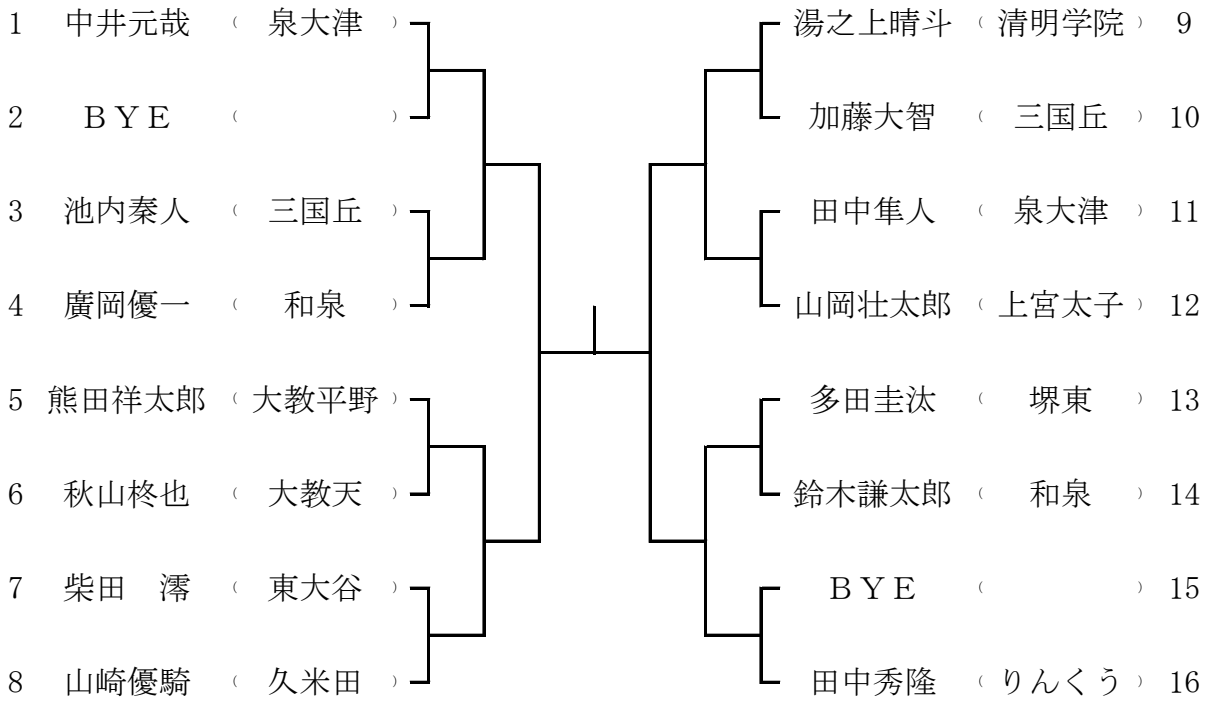 1 中井元哉 （ 泉大津 ）
2 ＢＹＥ （ ）
3 池内秦人 （ 三国丘 ）
4 廣岡優一 （ 和泉 ）
5 熊田祥太郎 （ 大教平野 ）
6 秋山柊也 （ 大教天 ）
7 柴田　澪 （ 東大谷 ）
8 山崎優騎 （ 久米田 ）
湯之上晴斗 （ 清明学院 ） 9
加藤大智 （ 三国丘 ） 10
田中隼人 （ 泉大津 ） 11
山岡壮太郎 （ 上宮太子 ） 12
多田圭汰 （ 堺東 ） 13
鈴木謙太郎 （ 和泉 ） 14
ＢＹＥ （ ） 15
田中秀隆 （ りんくう ） 16